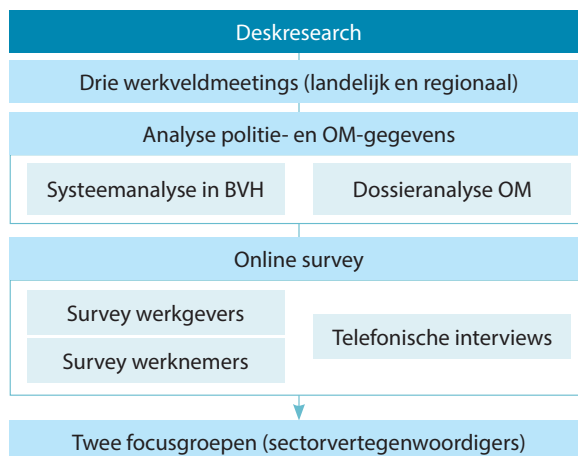 Deskresearch
Drie werkveldmeetings (landelijk en regionaal)
Analyse politie- en OM-gegevens
Systeemanalyse in BVH
Dossieranalyse OM
Online survey
Survey werkgevers
Survey werknemers
Telefonische interviews
Twee focusgroepen (sectorvertegenwoordigers)